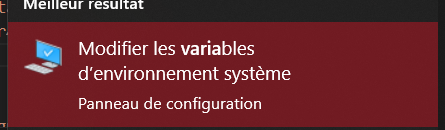 Meilleur résultat
Modifier les variables
d’environnement système
Panneau de configuration